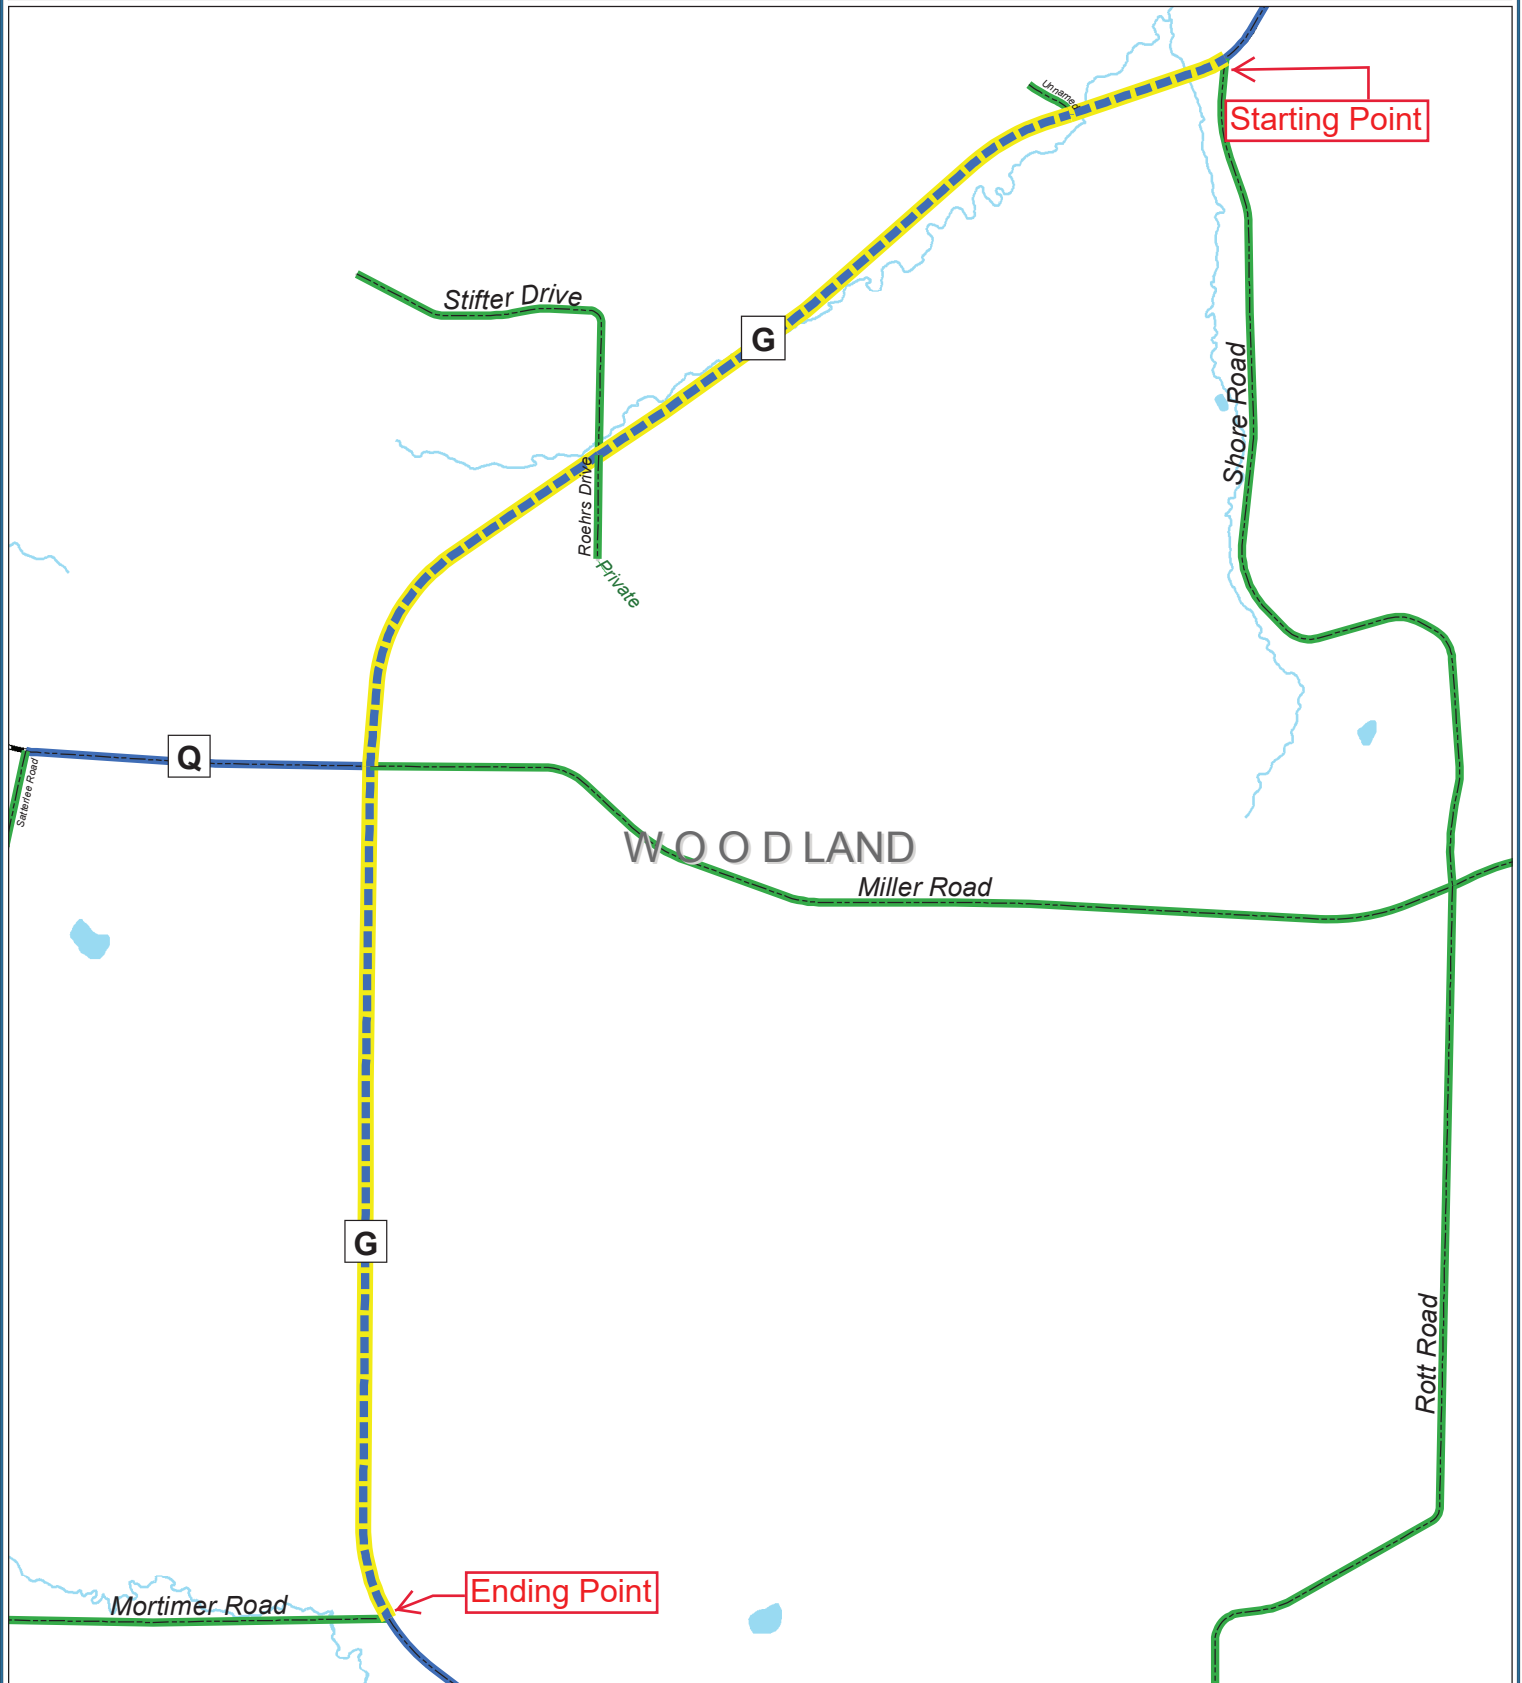 Unnamed
Starting Point
Stifter Drive
G
Shore Road
Roehrs Drive
Private
Q
Satterlee Road
WOODLAND
Miller Road
G
Rott Road
Ending Point
Mortimer Road